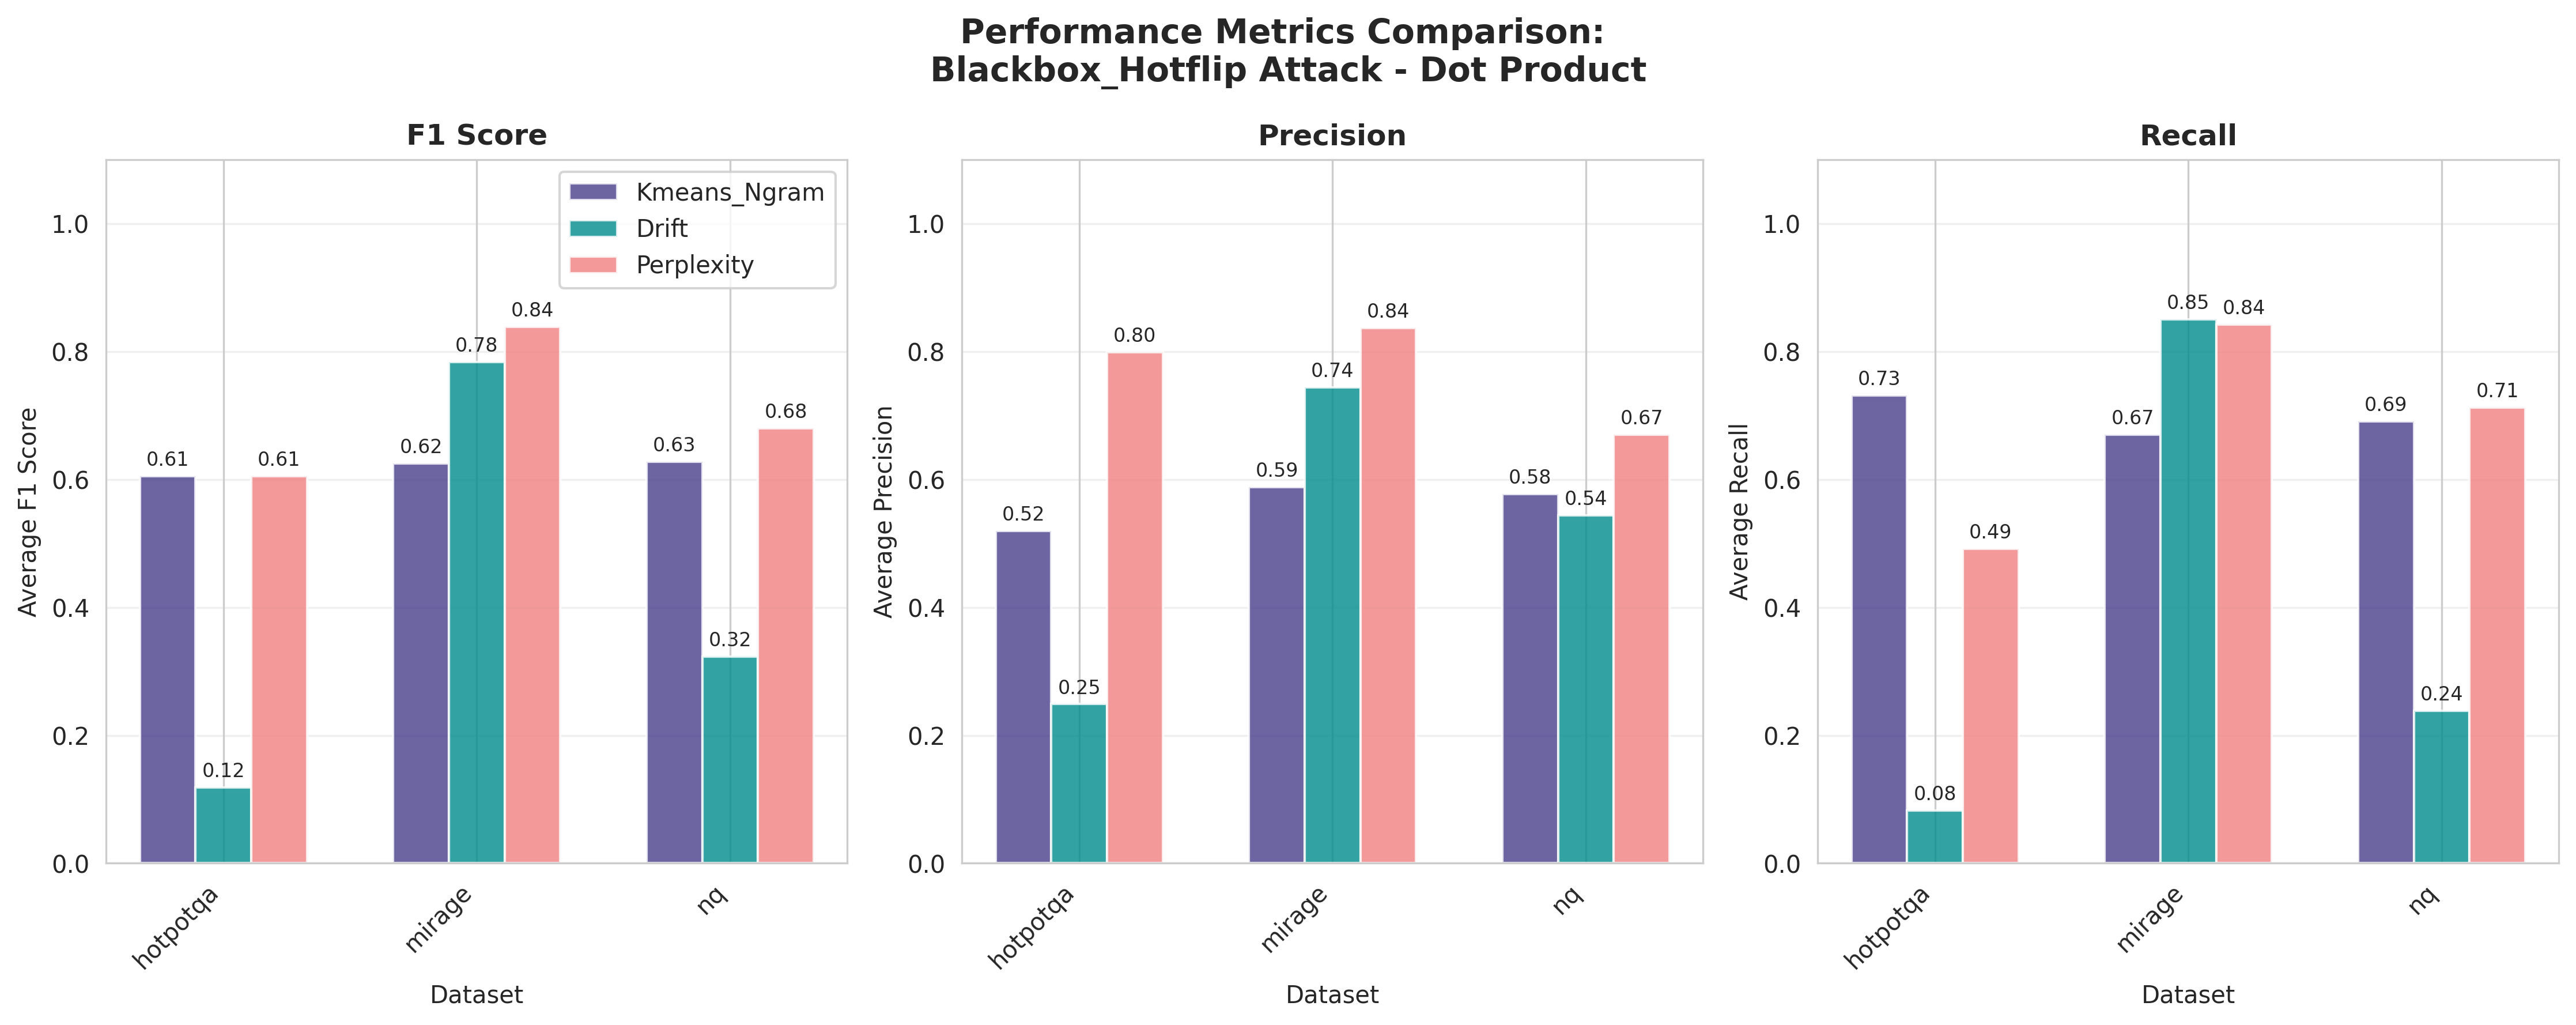 Performance Metrics Comparison:
Blackbox_Hotflip Attack - Dot Product
F1 Score
Average F1 Score
1.0
0.8
0.6
0.4
0.2
0.0
Kmeans_Ngram
Drift
Perplexity
0.61
0.12
0.61
0.62
0.78
0.84
0.63
0.32
0.68
hotpotqa
mirage
nq
Dataset
Precision
Average Precision
1.0
0.8
0.6
0.4
0.2
0.0
0.52
0.25
0.80
0.59
0.74
0.84
0.58
0.54
0.67
hotpotqa
mirage
nq
Dataset
Recall
Average Recall
1.0
0.8
0.6
0.4
0.2
0.0
0.73
0.08
0.49
0.67
0.85
0.84
0.69
0.24
0.71
hotpotqa
mirage
nq
Dataset